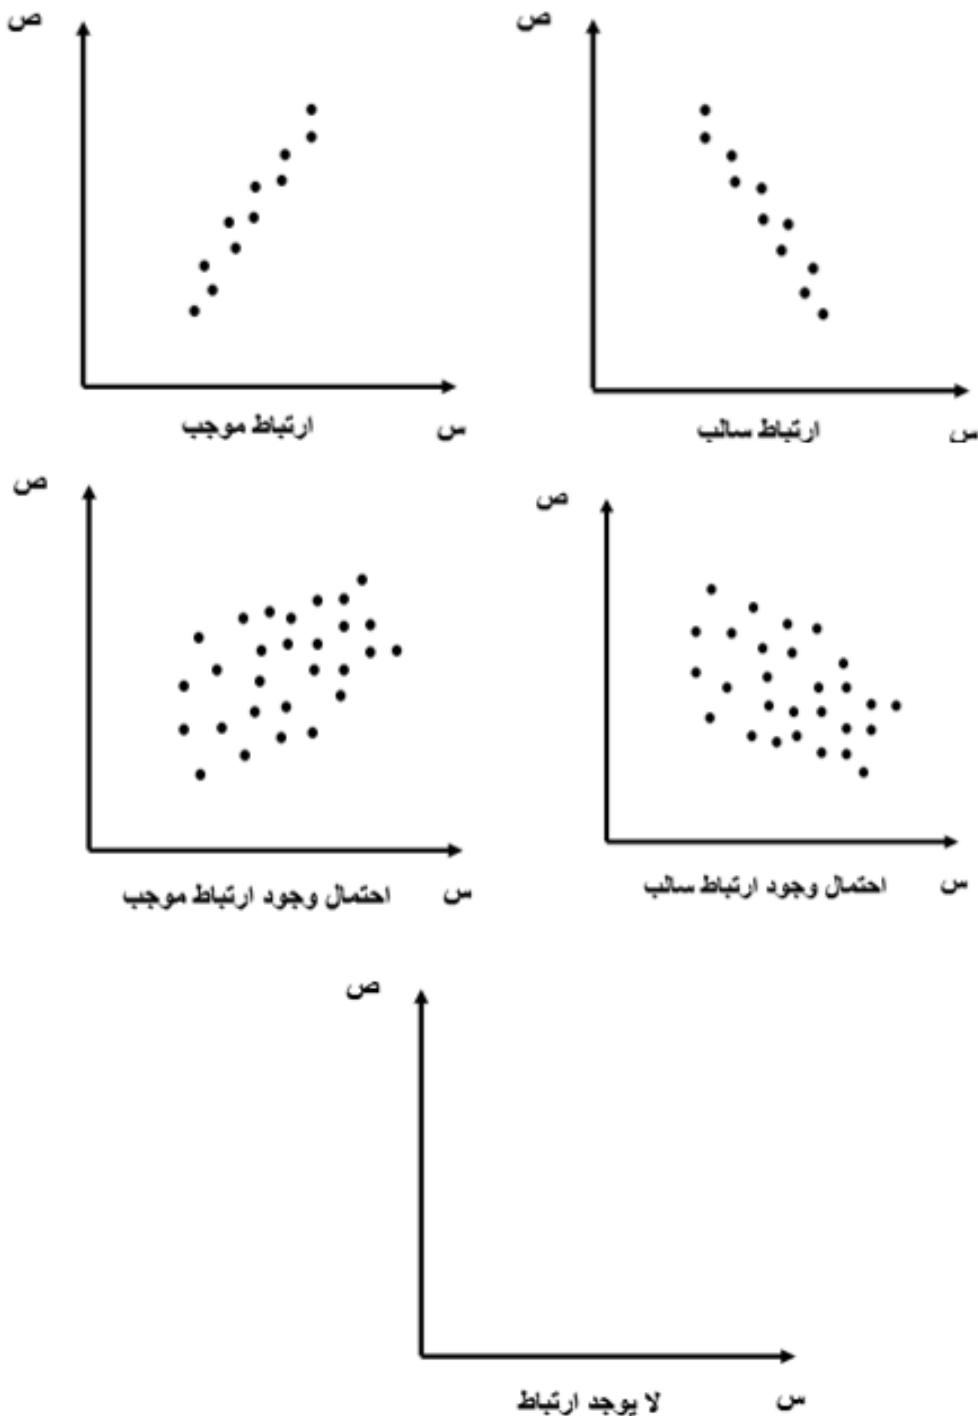 ص
ص
ارتباط موجب
س
ارتباط سالب
س
ص
ص
احتمال وجود ارتباط موجب
س
احتمال وجود ارتباط سالب
س
ص
لا يوجد ارتباط
س